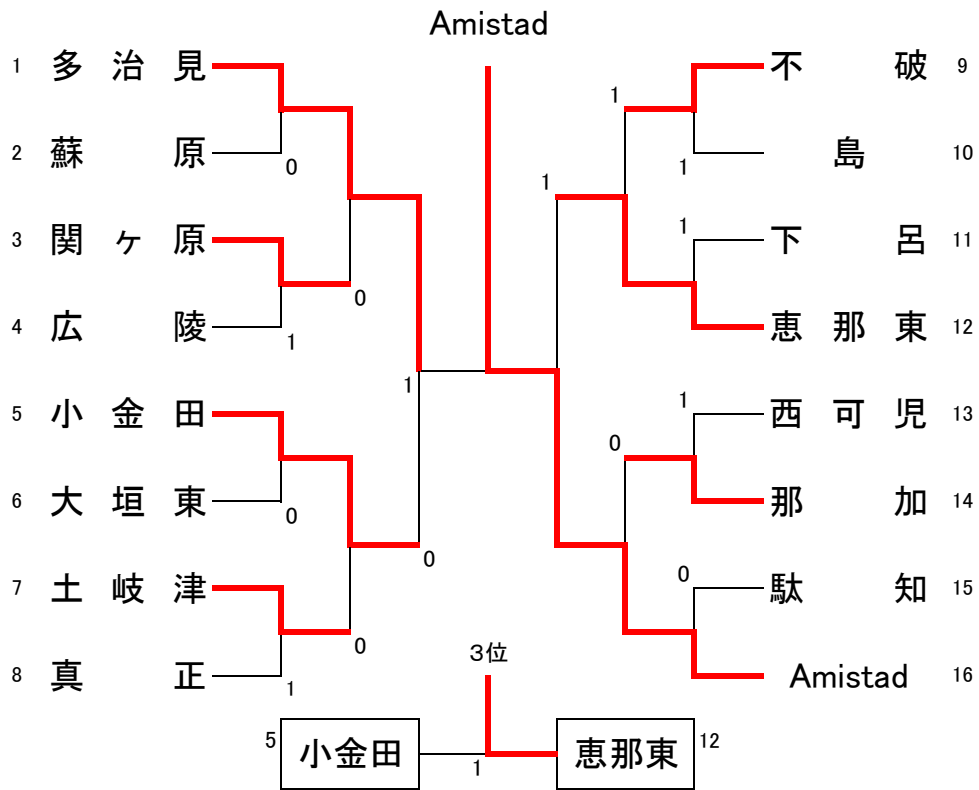 Amistad
1 多治見
2 蘇原
0
3 関ヶ原
4 広陵
1
0
5 小金田
6 大垣東
0
7 土岐津
8 真正
1
0
0
1
不破 9
島 10
1
1
下呂 11
1
恵那東 12
1
西可児 13
1
那加 14
0
駄知 15
0
Amistad 16
3位
5 小金田
1
恵那東 12